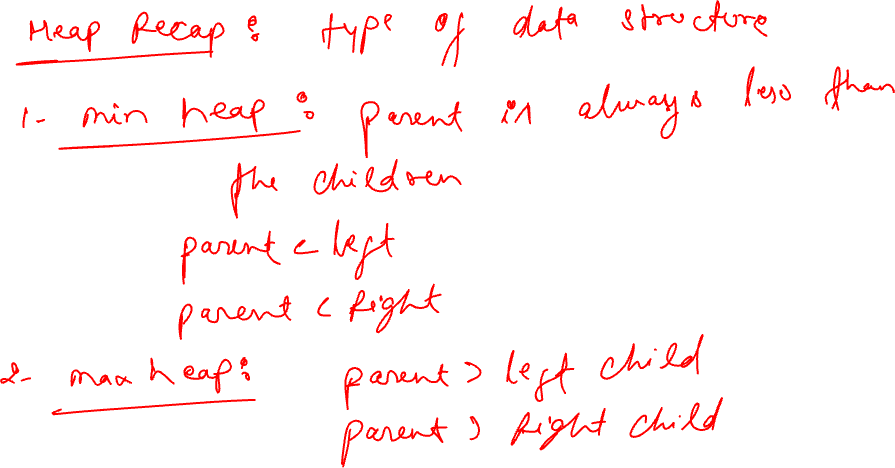 Heap Recap : type of data structure
1- min heap : parent is always less than
the children
parent < left
parent < Right
2- max heap : parent > left child
parent > Right child